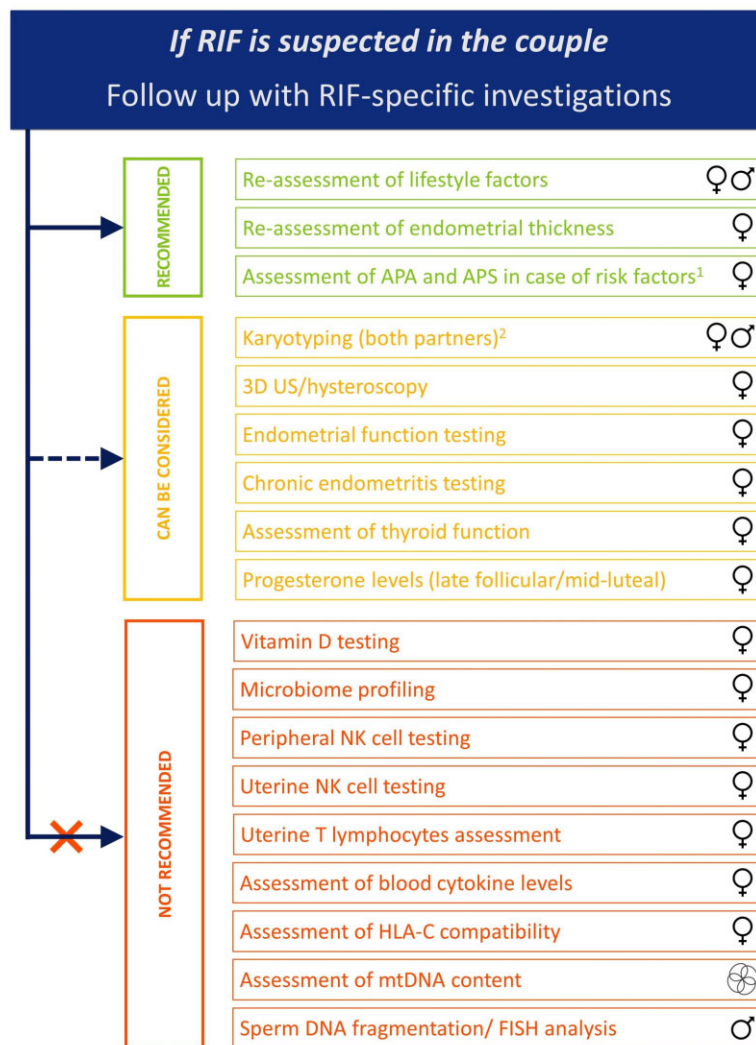 If RIF is suspected in the couple
Follow up with RIF-specific investigations
RECOMMENDED
Re-assessment of lifestyle factors ♀♂
Re-assessment of endometrial thickness ♀
Assessment of APA and APS in case of risk factors¹ ♀
CAN BE CONSIDERED
Karyotyping (both partners)² ♀♂
3D US/hysteroscopy ♀
Endometrial function testing ♀
Chronic endometritis testing ♀
Assessment of thyroid function ♀
Progesterone levels (late follicular/mid-luteal) ♀
NOT RECOMMENDED
Vitamin D testing ♀
Microbiome profiling ♀
Peripheral NK cell testing ♀
Uterine NK cell testing ♀
Uterine T lymphocytes assessment ♀
Assessment of blood cytokine levels ♀
Assessment of HLA-C compatibility ♀
Assessment of mtDNA content
Sperm DNA fragmentation/ FISH analysis ♂